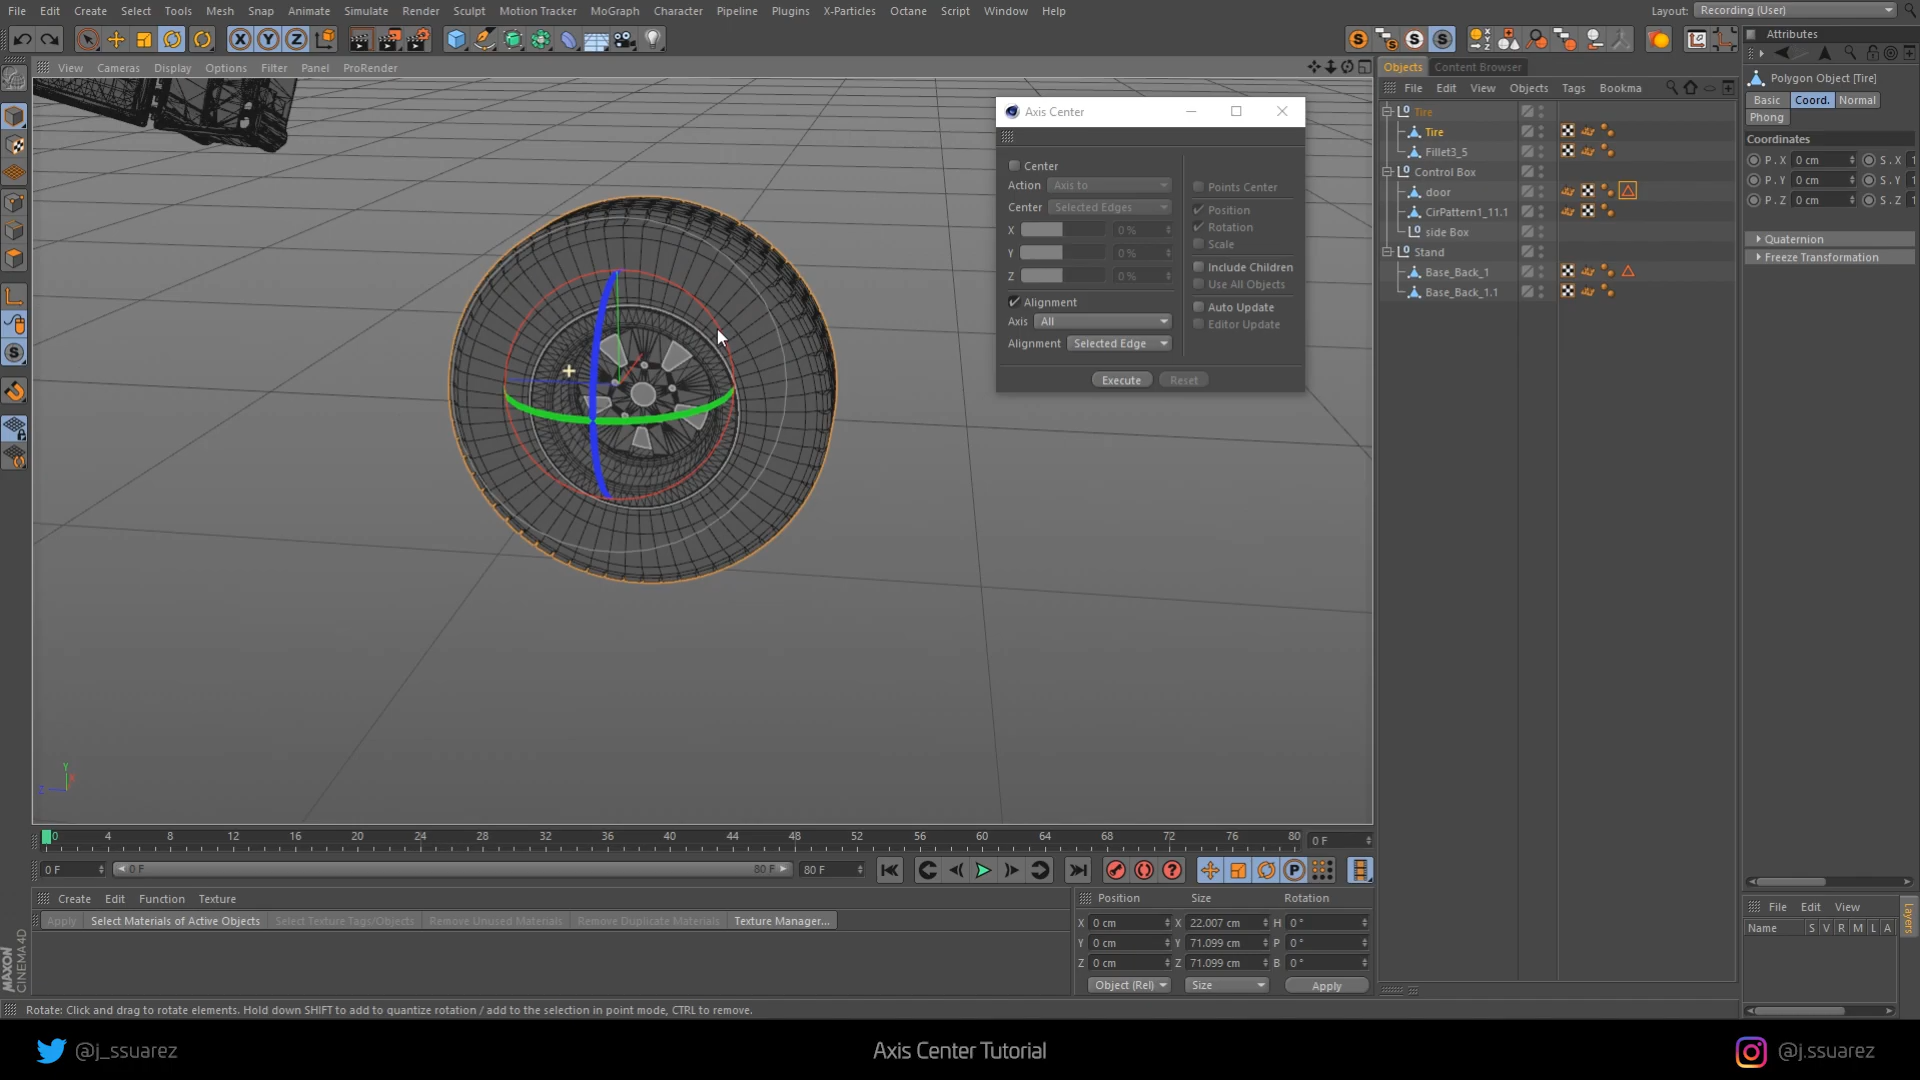 File Edit Create Select Tools Mesh Snap Animate Simulate Render Sculpt Motion Tracker MoGraph Character Pipeline Plugins X-Particles Octane Script Window Help
Layout: Recording (User)
Attributes
View Cameras Display Options Filter Panel ProRender
Objects Content Browser
File Edit View Objects Tags Bookma
Polygon Object [Tire]
Basic Coord. Normal
Phong
Coordinates
P . X 0 cm S . X 1
P . Y 0 cm S . Y 1
P . Z 0 cm S . Z 1
Quaternion
Freeze Transformation
Tire
Tire
Fillet3_5
Control Box
door
CirPattern1_11.1
side Box
Stand
Base_Back_1
Base_Back_1.1
Axis Center
Center
Action Axis to
Center Selected Edges
X 0 %
Y 0 %
Z 0 %
Alignment
Axis All
Alignment Selected Edge
Points Center
Position
Rotation
Scale
Include Children
Use All Objects
Auto Update
Editor Update
Execute Reset
Y
X
Z
0 4 8 12 16 20 24 28 32 36 40 44 48 52 56 60 64 68 72 76 80 0 F
0 F 0 F 80 F 80 F
Create Edit Function Texture
Apply Select Materials of Active Objects Select Texture Tags/Objects Remove Unused Materials Remove Duplicate Materials Texture Manager...
Position Size Rotation
X 0 cm X 22.007 cm H 0 °
Y 0 cm Y 71.099 cm P 0 °
Z 0 cm Z 71.099 cm B 0 °
Object (Rel) Size Apply
File Edit View
Name S V R M L A
Layers
MAXON
CINEMA 4D
Rotate: Click and drag to rotate elements. Hold down SHIFT to add to quantize rotation / add to the selection in point mode, CTRL to remove.
@j_ssuarez
Axis Center Tutorial
@j.ssuarez